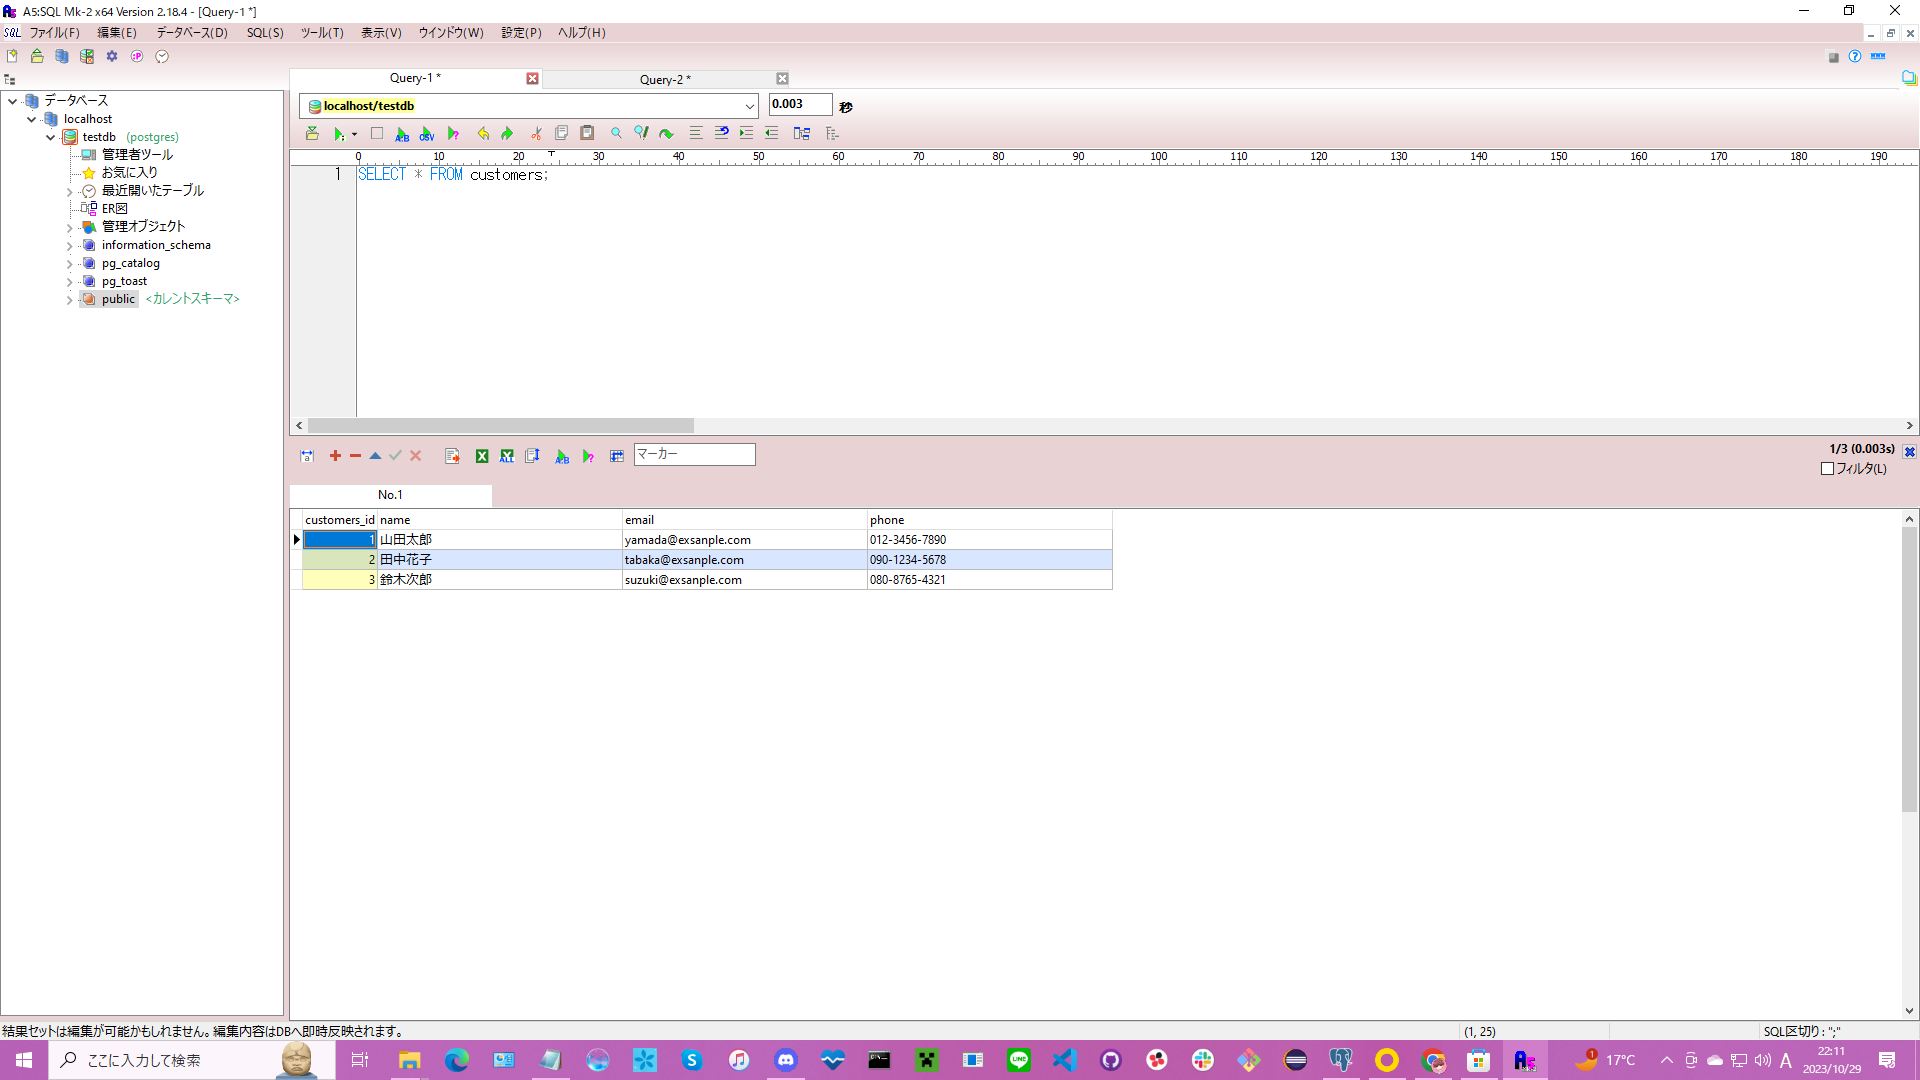 A5:SQL Mk-2 x64 Version 2.18.4 - [Query-1 *]
SQL ファイル(F) 編集(E) データベース(D) SQL(S) ツール(T) 表示(V) ウインドウ(W) 設定(P) ヘルプ(H)
Query-1 * Query-2 *
データベース
localhost
testdb (postgres)
管理者ツール
お気に入り
最近開いたテーブル
ER図
管理オブジェクト
information_schema
pg_catalog
pg_toast
public <カレントスキーマ>
localhost/testdb 0.003 秒
0 10 20 30 40 50 60 70 80 90 100 110 120 130 140 150 160 170 180 190
1 SELECT * FROM customers;
マーカー
1/3 (0.003s)
フィルタ(L)
No.1
customers_id name email phone
1 山田太郎 yamada@exsanple.com 012-3456-7890
2 田中花子 tabaka@exsanple.com 090-1234-5678
3 鈴木次郎 suzuki@exsanple.com 080-8765-4321
結果セットは編集が可能かもしれません。編集内容はDBへ即時反映されます。 (1, 25) SQL区切り : ";"
ここに入力して検索
LINE
1 17°C A 22:11
2023/10/29